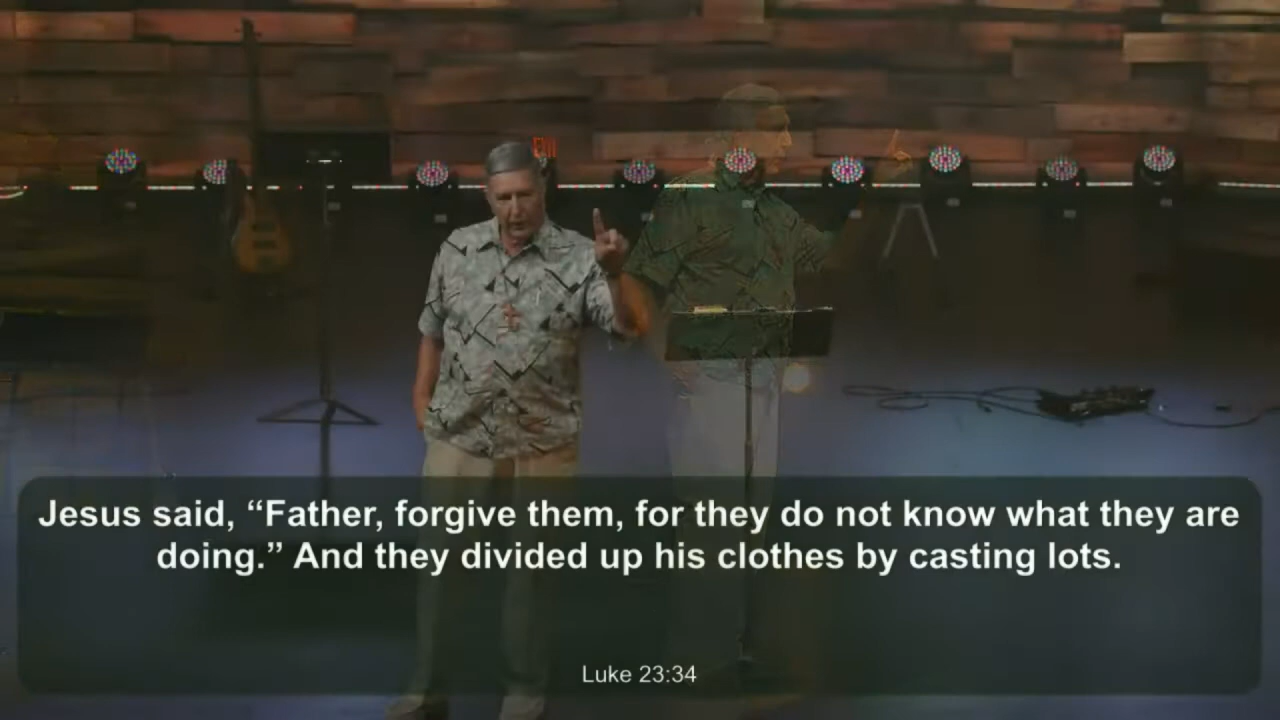 Jesus said, “Father, forgive them, for they do not know what they are
doing.” And they divided up his clothes by casting lots.
Luke 23:34